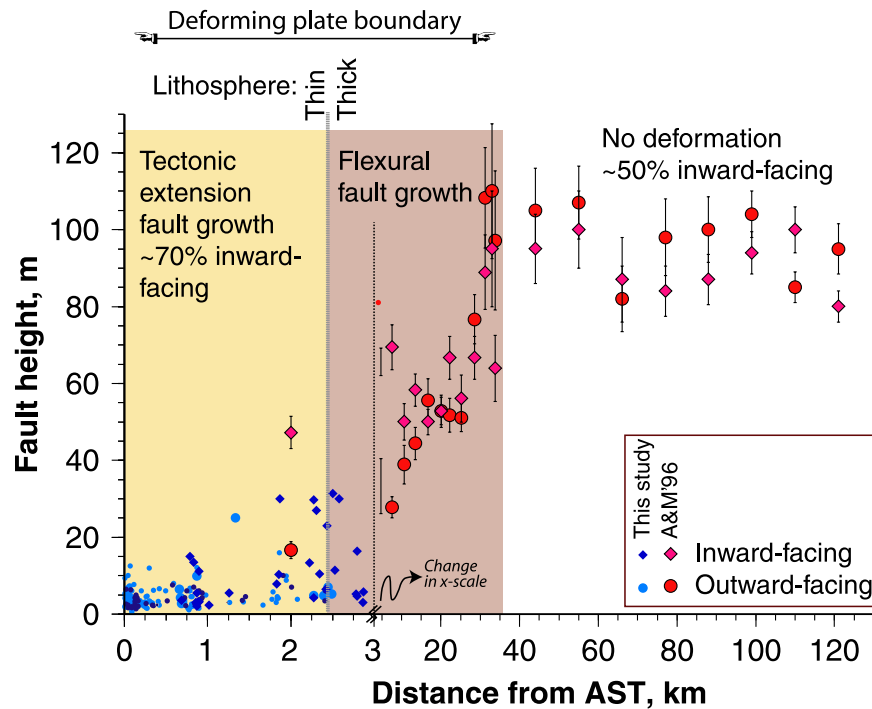 Deforming plate boundary
Lithosphere:
Thin
Thick
Tectonic
extension
fault growth
~70% inward-
facing
Flexural
fault growth
No deformation
~50% inward-facing
Fault height, m
120
100
80
60
40
20
0
Change
in x-scale
This study
A&M'96
Inward-facing
Outward-facing
0
1
2
3
20
40
60
80
100
120
Distance from AST, km